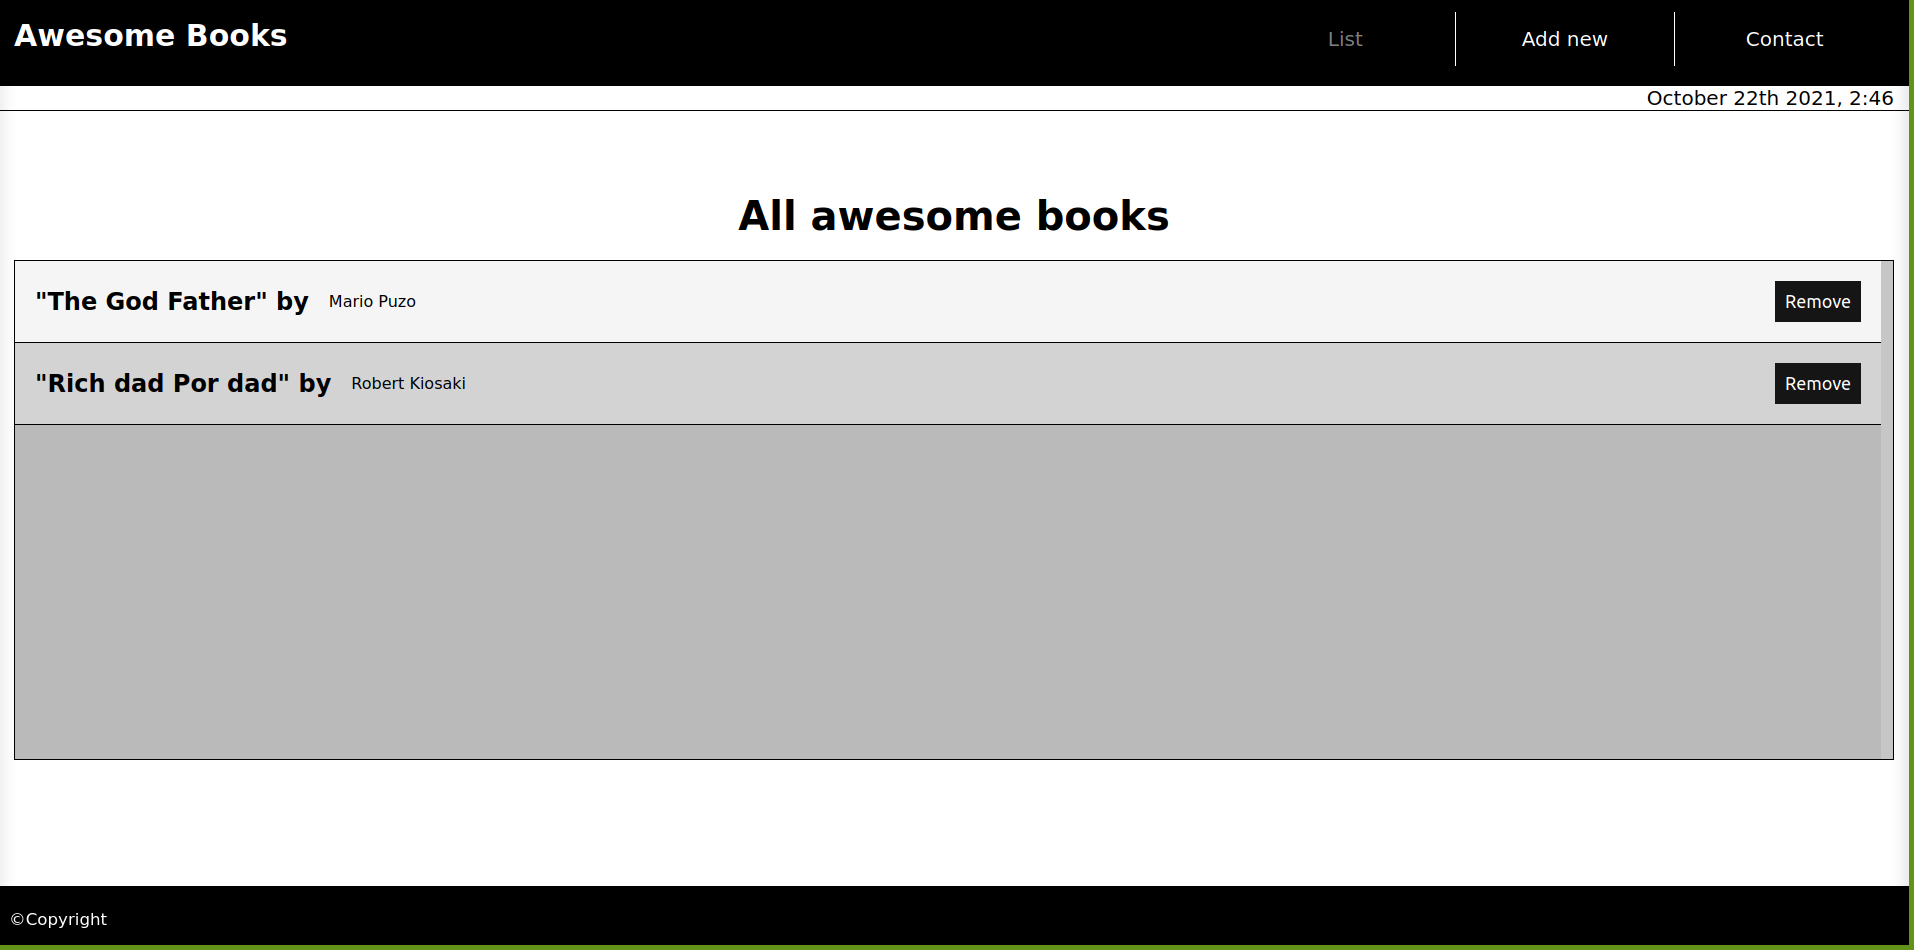 Awesome Books
List
Add new
Contact
October 22th 2021, 2:46
All awesome books
"The God Father" by Mario Puzo
Remove
"Rich dad Por dad" by Robert Kiosaki
Remove
©Copyright